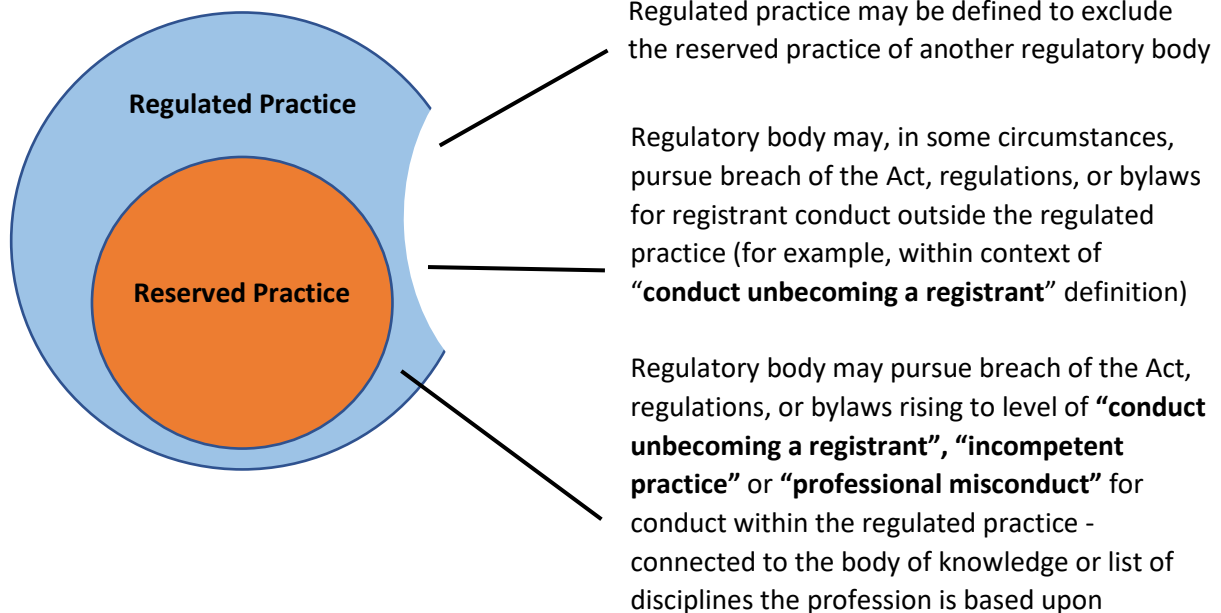 Regulated practice may be defined to exclude
the reserved practice of another regulatory body
Regulated Practice
Regulatory body may, in some circumstances,
pursue breach of the Act, regulations, or bylaws
for registrant conduct outside the regulated
practice (for example, within context of
“conduct unbecoming a registrant” definition)
Reserved Practice
Regulatory body may pursue breach of the Act,
regulations, or bylaws rising to level of “conduct
unbecoming a registrant”, “incompetent
practice” or “professional misconduct” for
conduct within the regulated practice -
connected to the body of knowledge or list of
disciplines the profession is based upon